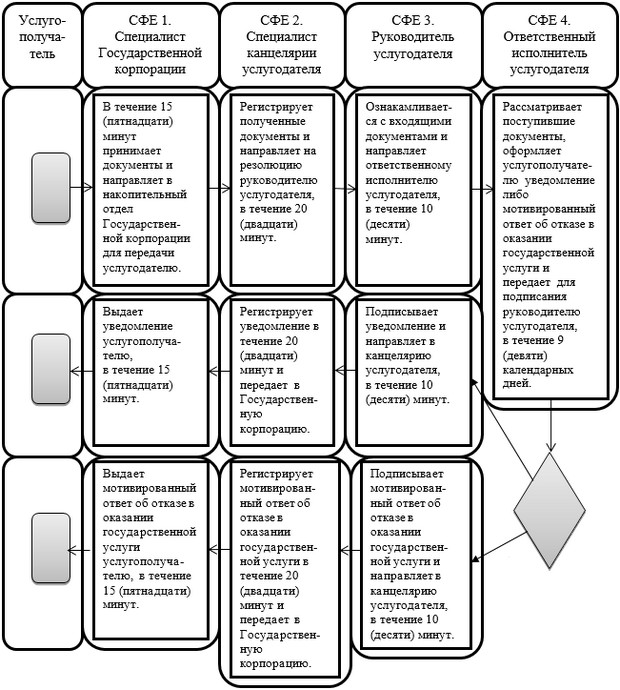 Услуго-
получа-
тель
СФЕ 1.
Специалист
Государственной
корпорации
СФЕ 2.
Специалист
канцелярии
услугодателя
СФЕ 3.
Руководитель
услугодателя
СФЕ 4.
Ответственный
исполнитель
услугодателя
В течение 15
(пятнадцати)
минут
принимает
документы и
направляет в
накопительный
отдел
Государствен-
ной корпорации
для передачи
услугодателю.
Регистрирует
полученные
документы и
направляет на
резолюцию
руководителю
услугодателя,
в течение 20
(двадцати)
минут.
Ознакамливает-
ся с входящими
документами и
направляет
ответственному
исполнителю
услугодателя,
в течение 10
(десяти)
минут.
Рассматривает
поступившие
документы,
оформляет
услугополучате-
лю уведомление
либо
мотивированный
ответ об отказе в
оказании
государственной
услуги и
передает для
подписания
руководителю
услугодателя,
в течение 9
(девяти)
календарных
дней.
Выдает
уведомление
услугополуча-
телю,
в течение 15
(пятнадцати)
минут.
Регистрирует
уведомление в
течение 20
(двадцати)
минут и
передает в
Государствен-
ную
корпорацию.
Подписывает
уведомление и
направляет в
канцелярию
услугодателя,
в течение 10
(десяти) минут.
Выдает
мотивированный
ответ об отказе в
оказании
государственной
услуги
услугополуча-
телю, в течение
15 (пятнадцати)
минут.
Регистрирует
мотивирован-
ный ответ об
отказе в
оказании
государствен-
ной услуги в
течение 20
(двадцати)
минут и
передает в
Государствен-
ную
корпорацию.
Подписывает
мотивирован-
ный ответ об
отказе в
оказании
государствен-
ной услуги и
направляет в
канцелярию
услугодателя,
в течение 10
(десяти) минут.